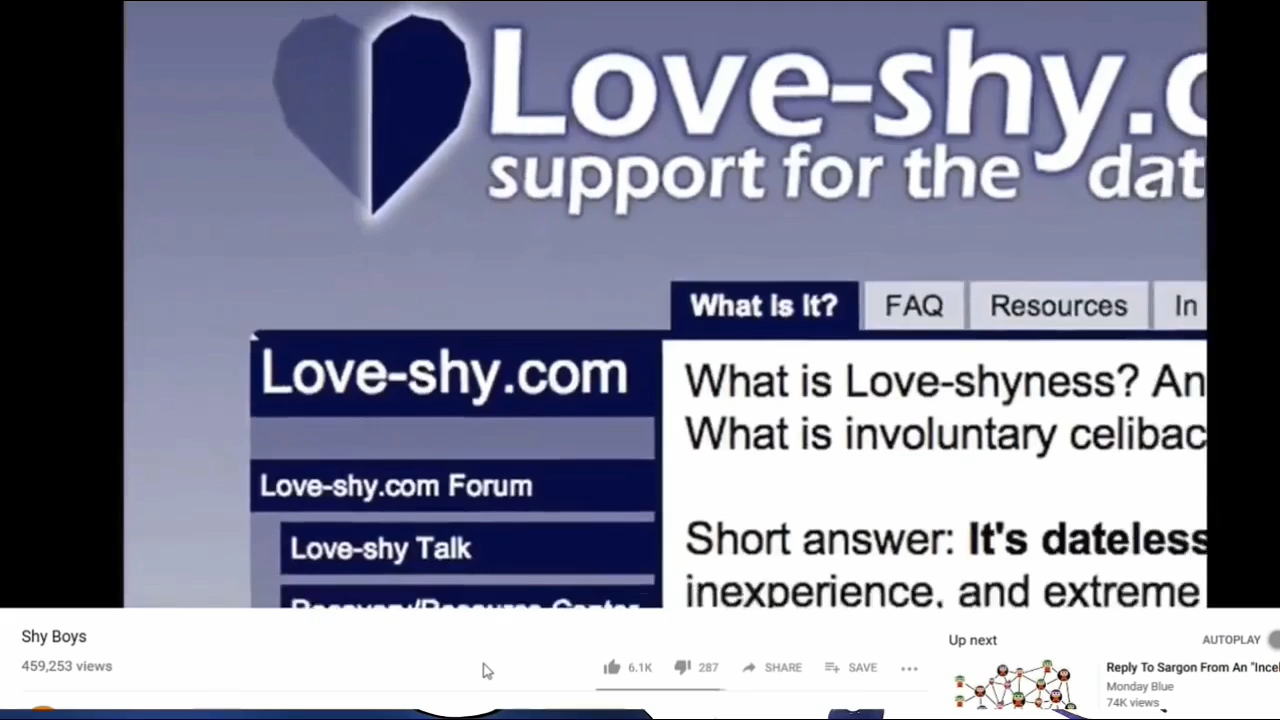 Love-shy.c
support for the dat
What Is It?
FAQ
Resources
In
Love-shy.com
What is Love-shyness? An
What is involuntary celibac
Love-shy.com Forum
Love-shy Talk
Short answer: It's dateless
Recovery/Resource Center
inexperience, and extreme
Shy Boys
459,253 views
6.1K
287
SHARE
SAVE
Up next
AUTOPLAY
Reply To Sargon From An "Incel
Monday Blue
74K views